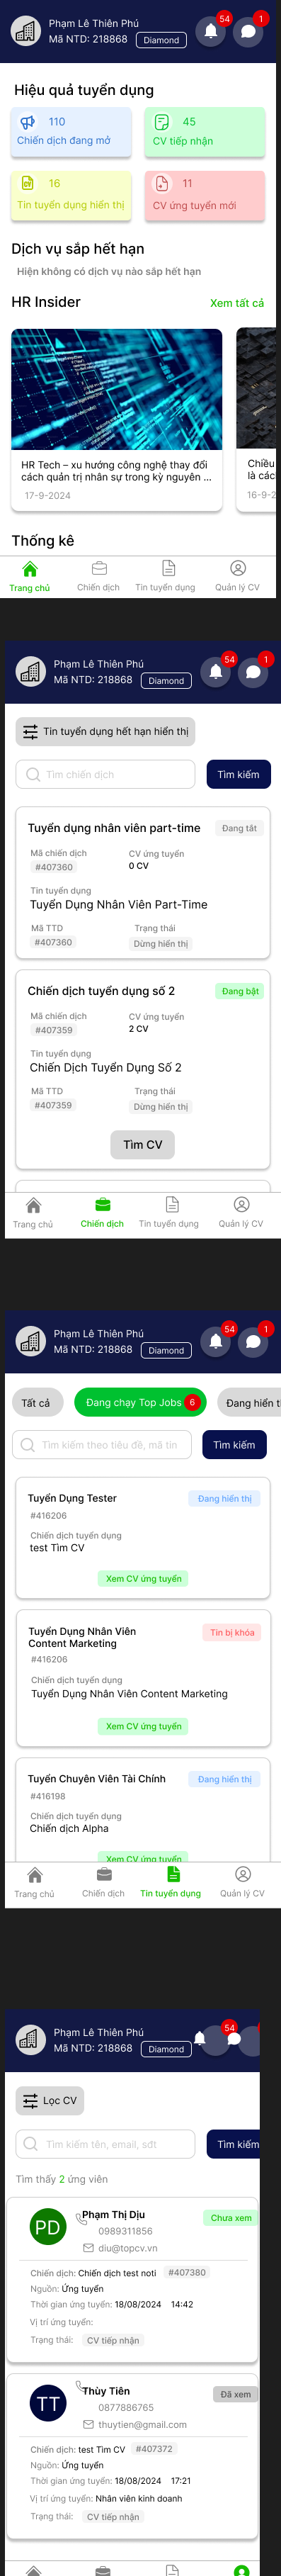 Phạm Lê Thiên Phú
54
1
Mã NTD: 218868
Diamond
Hiệu quả tuyển dụng
110
Chiến dịch đang mở
45
CV tiếp nhận
16
Tin tuyển dụng hiển thị
11
CV ứng tuyển mới
Dịch vụ sắp hết hạn
Hiện không có dịch vụ nào sắp hết hạn
HR Insider
Xem tất cả
HR Tech – xu hướng công nghệ thay đổi
cách quản trị nhân sự trong kỷ nguyên ...
17-9-2024
Chiều
là các
16-9-2
Thống kê
Trang chủ
Chiến dịch
Tin tuyển dụng
Quản lý CV
Phạm Lê Thiên Phú
54
1
Mã NTD: 218868
Diamond
Tin tuyển dụng hết hạn hiển thị
Tìm chiến dịch
Tìm kiếm
Tuyển dụng nhân viên part-time
Đang tắt
Mã chiến dịch
CV ứng tuyển
#407360
0 CV
Tin tuyển dụng
Tuyển Dụng Nhân Viên Part-Time
Mã TTD
Trạng thái
#407360
Dừng hiển thị
Chiến dịch tuyển dụng số 2
Đang bật
Mã chiến dịch
CV ứng tuyển
#407359
2 CV
Tin tuyển dụng
Chiến Dịch Tuyển Dụng Số 2
Mã TTD
Trạng thái
#407359
Dừng hiển thị
Tìm CV
Trang chủ
Chiến dịch
Tin tuyển dụng
Quản lý CV
Phạm Lê Thiên Phú
54
1
Mã NTD: 218868
Diamond
Tất cả
Đang chạy Top Jobs
6
Đang hiển t
Tìm kiếm theo tiêu đề, mã tin
Tìm kiếm
Tuyển Dụng Tester
Đang hiển thị
#416206
Chiến dịch tuyển dụng
test Tìm CV
Xem CV ứng tuyển
Tuyển Dụng Nhân Viên
Content Marketing
Tin bị khóa
#416206
Chiến dịch tuyển dụng
Tuyển Dụng Nhân Viên Content Marketing
Xem CV ứng tuyển
Tuyển Chuyên Viên Tài Chính
Đang hiển thị
#416198
Chiến dịch tuyển dụng
Chiến dịch Alpha
Xem CV ứng tuyển
Trang chủ
Chiến dịch
Tin tuyển dụng
Quản lý CV
Phạm Lê Thiên Phú
54
Mã NTD: 218868
Diamond
Lọc CV
Tìm kiếm tên, email, sđt
Tìm kiếm
Tìm thấy 2 ứng viên
PD
Phạm Thị Dịu
Chưa xem
0989311856
diu@topcv.vn
Chiến dịch: Chiến dịch test noti
#407380
Nguồn: Ứng tuyển
Thời gian ứng tuyển: 18/08/2024 14:42
Vị trí ứng tuyển:
Trạng thái:
CV tiếp nhận
TT
Thùy Tiên
Đã xem
0877886765
thuytien@gmail.com
Chiến dịch: test Tìm CV
#407372
Nguồn: Ứng tuyển
Thời gian ứng tuyển: 18/08/2024 17:21
Vị trí ứng tuyển: Nhân viên kinh doanh
Trạng thái:
CV tiếp nhận